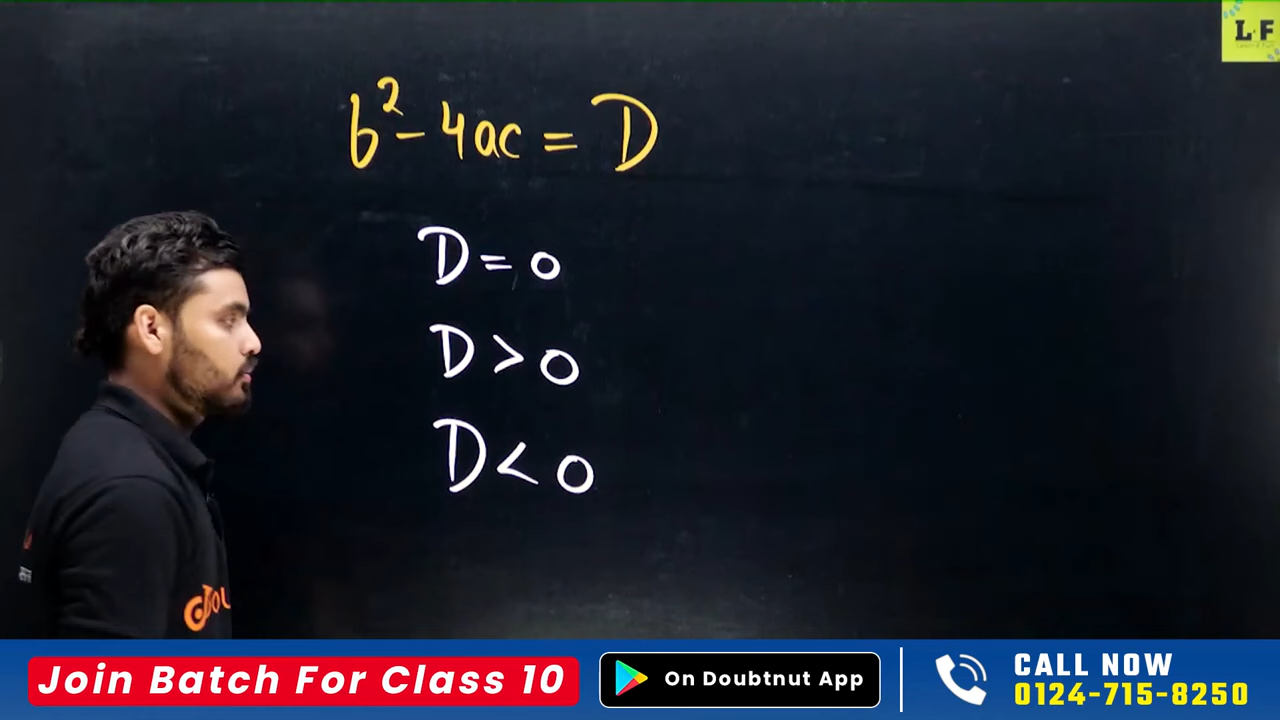 L.F
b² - 4ac = D
D = 0
D > 0
D < 0
Join Batch For Class 10
On Doubtnut App
CALL NOW
0124-715-8250